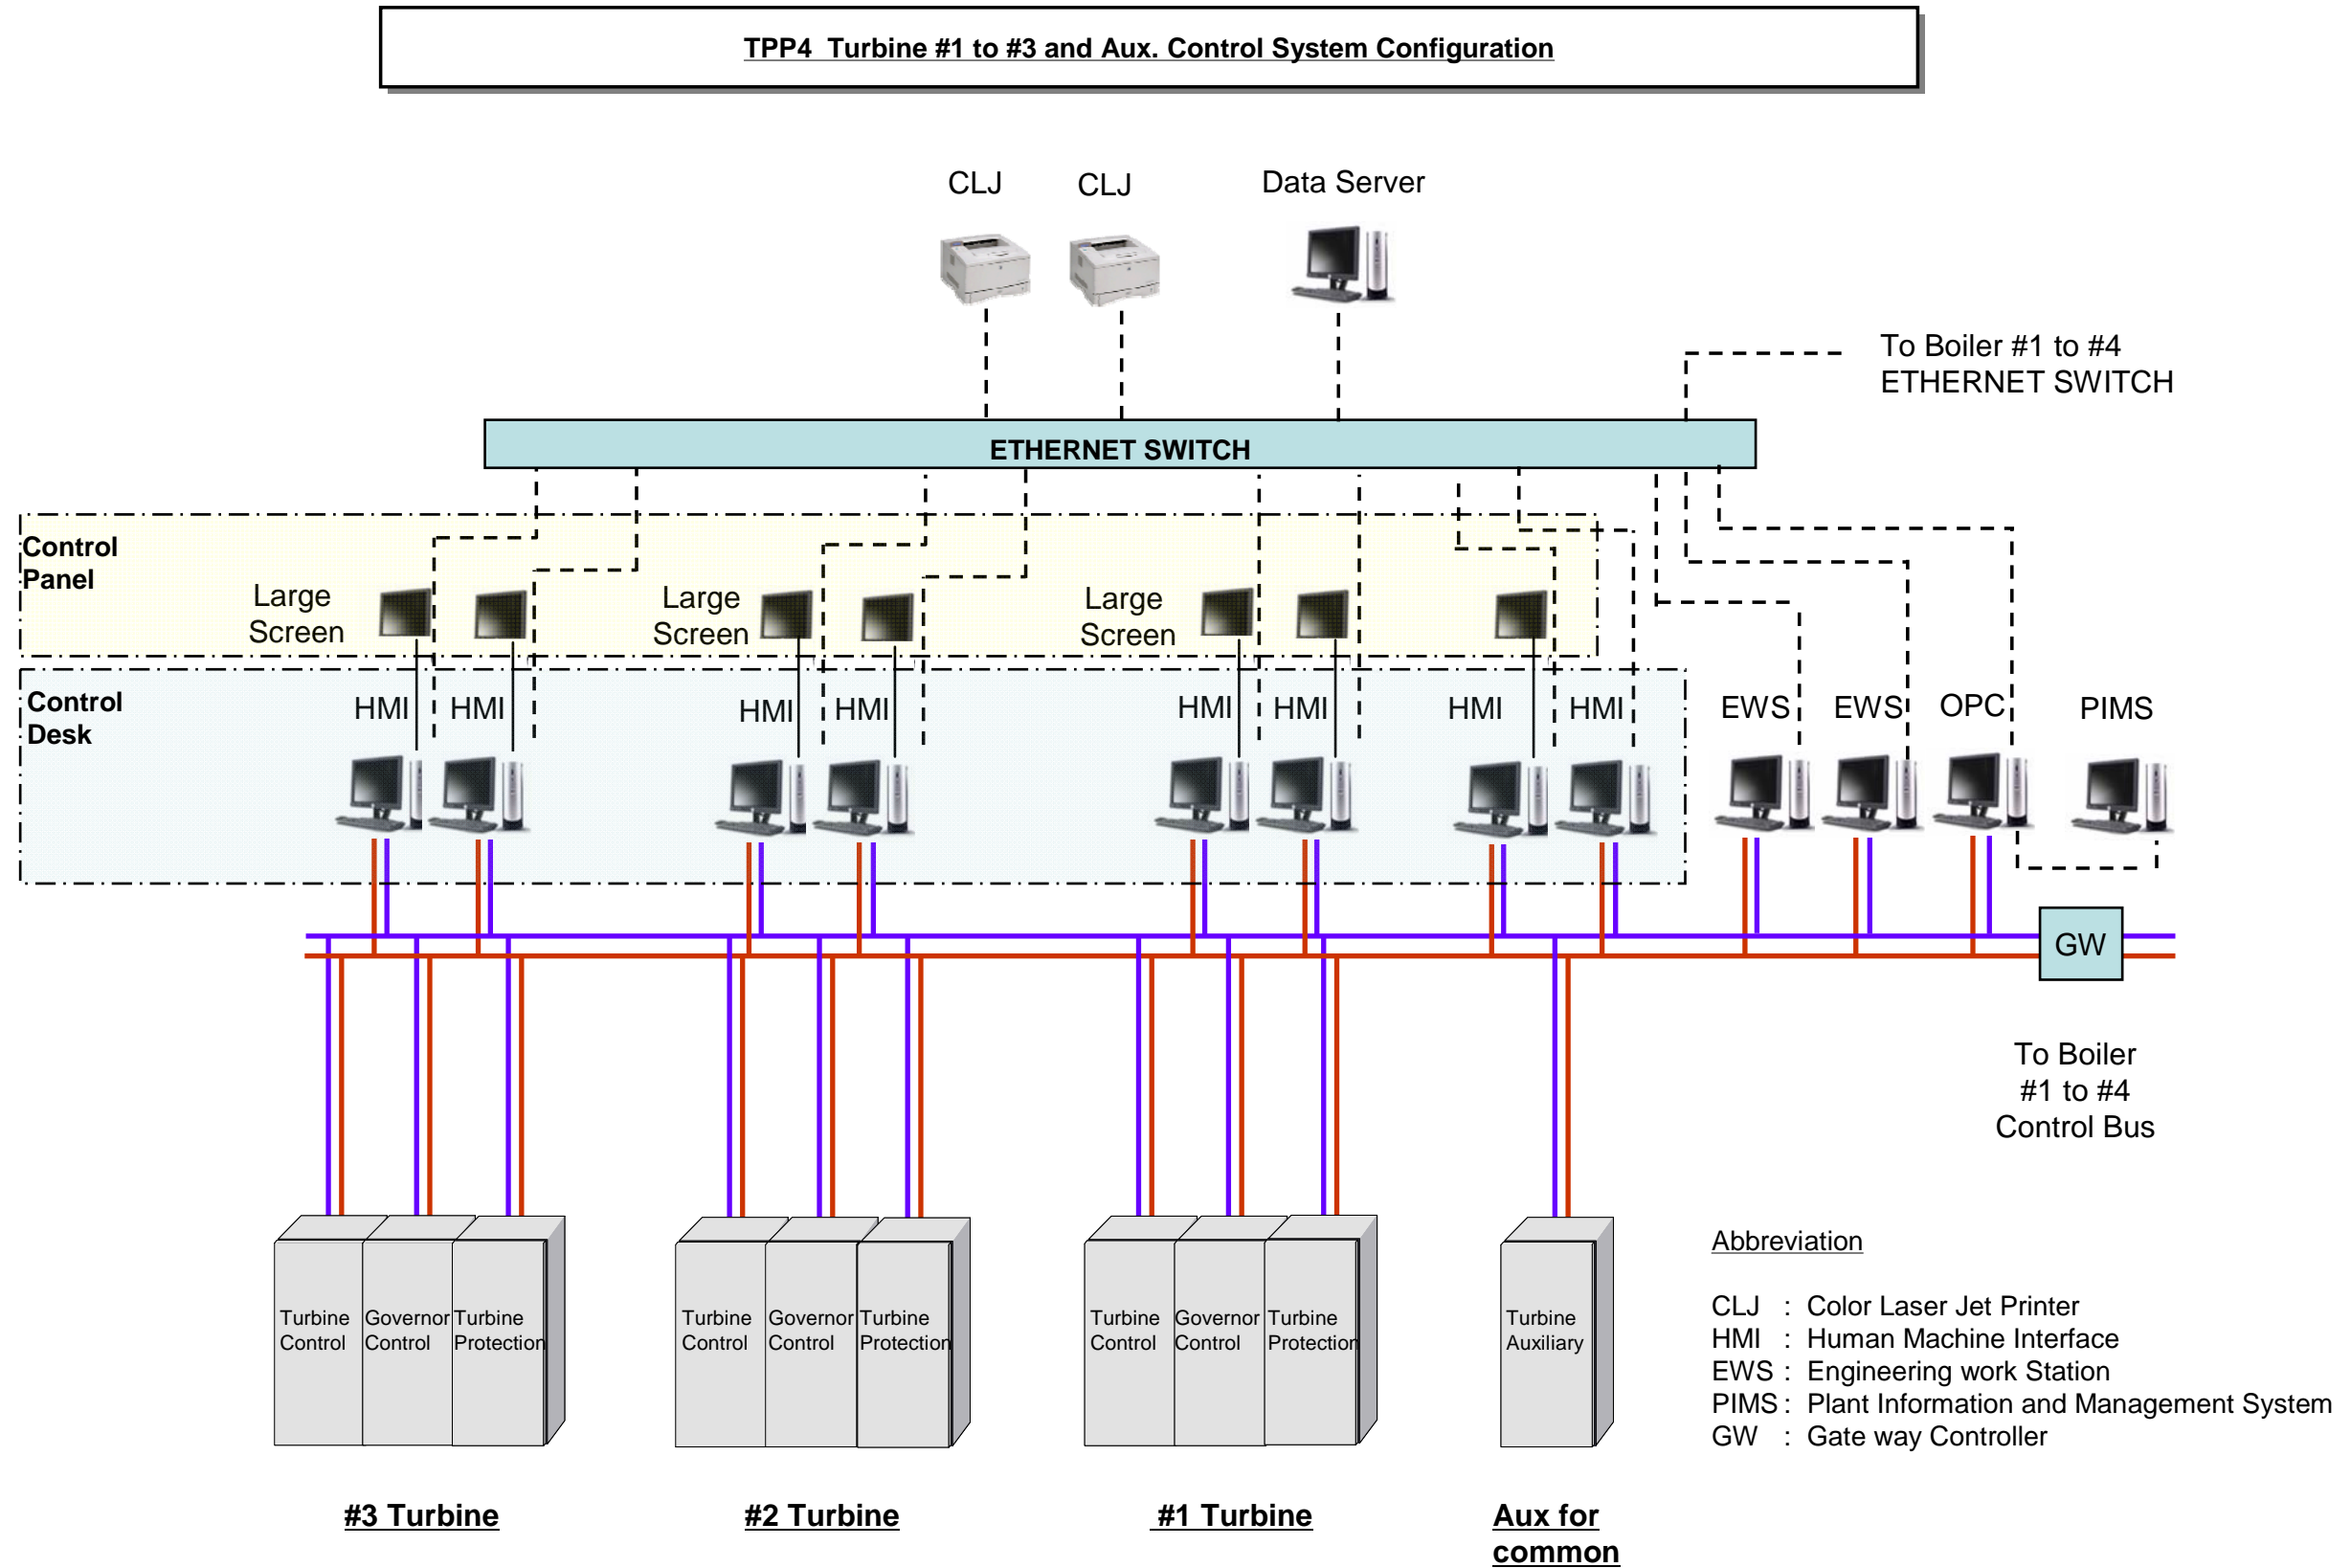 TPP4 Turbine #1 to #3 and Aux. Control System Configuration
CLJ
CLJ
Data Server
To Boiler #1 to #4
ETHERNET SWITCH
ETHERNET SWITCH
Control
Panel
Large
Screen
Large
Screen
Large
Screen
Control
Desk
HMI
HMI
HMI
HMI
HMI
HMI
HMI
HMI
EWS
EWS
OPC
PIMS
GW
To Boiler
#1 to #4
Control Bus
Turbine
Control
Governor
Control
Turbine
Protection
Turbine
Control
Governor
Control
Turbine
Protection
Turbine
Control
Governor
Control
Turbine
Protection
Turbine
Auxiliary
Abbreviation
CLJ : Color Laser Jet Printer
HMI : Human Machine Interface
EWS : Engineering work Station
PIMS : Plant Information and Management System
GW : Gate way Controller
#3 Turbine
#2 Turbine
#1 Turbine
Aux for
common